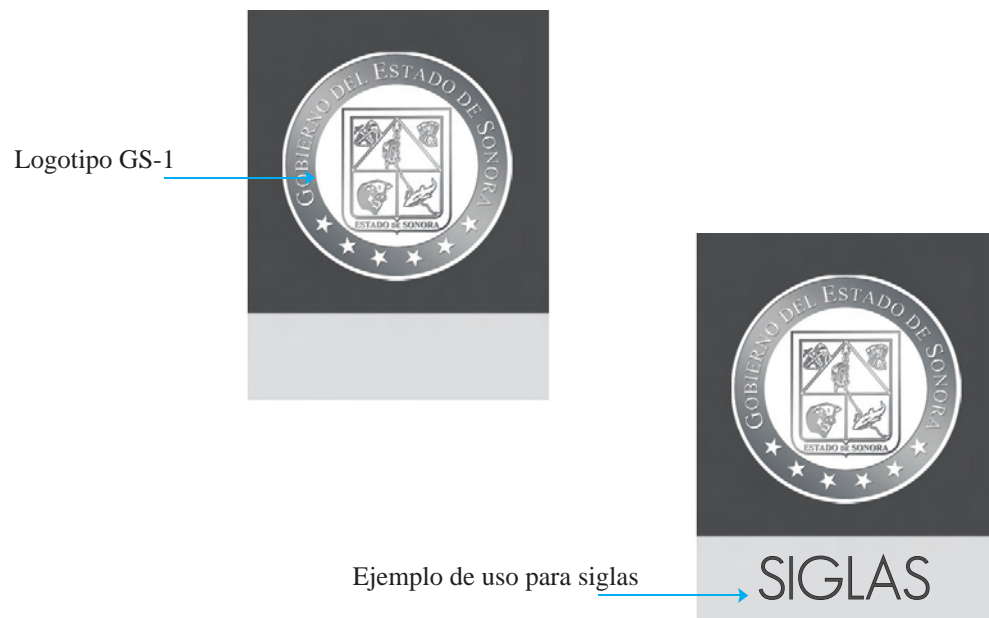 GOBIERNO DEL ESTADO DE SONORA
Logotipo GS-1
ESTADO DE SONORA
GOBIERNO DEL ESTADO DE SONORA
ESTADO DE SONORA
Ejemplo de uso para siglas
SIGLAS